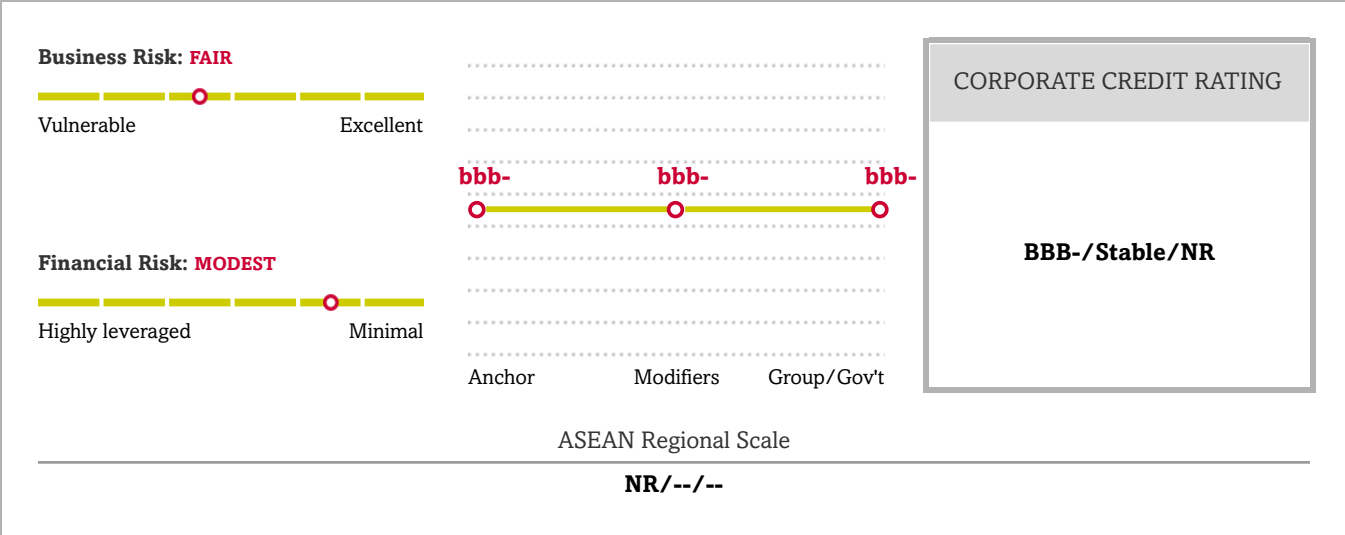 Business Risk: FAIR
Vulnerable Excellent
Financial Risk: MODEST
Highly leveraged Minimal
bbb- bbb- bbb-
Anchor Modifiers Group/Gov't
CORPORATE CREDIT RATING
BBB-/Stable/NR
ASEAN Regional Scale
NR/--/--